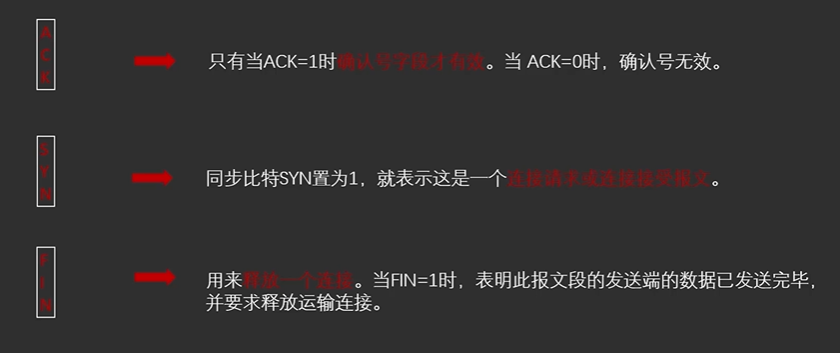 ACK
只有当ACK=1时确认号字段才有效。当 ACK=0时，确认号无效。
SYN
同步比特SYN置为1，就表示这是一个连接请求或连接接受报文。
FIN
用来释放一个连接。当FIN=1时，表明此报文段的发送端的数据已发送完毕，
并要求释放运输连接。